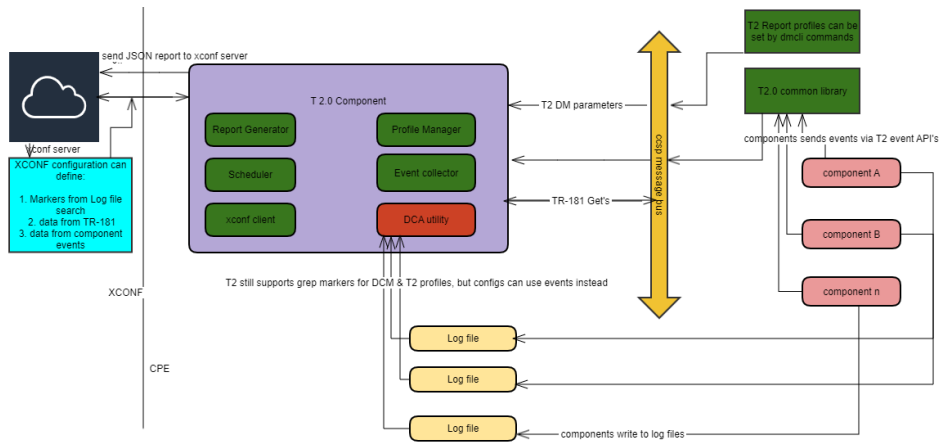 T2 Report profiles can be
set by dmcli commands
send JSON report to xconf server
T 2.0 Component
T2.0 common library
T2 DM parameters
Report Generator
Profile Manager
components sends events via T2 event API's
xconf server
XCONF configuration can
define:
1. Markers from Log file
search
2. data from TR-181
3. data from component
events
Scheduler
Event collector
ccsp message bus
component A
TR-181 Get's
xconf client
DCA utility
component B
T2 still supports grep markers for DCM & T2 profiles, but configs can use events instead
XCONF
component n
Log file
CPE
Log file
Log file
components write to log files